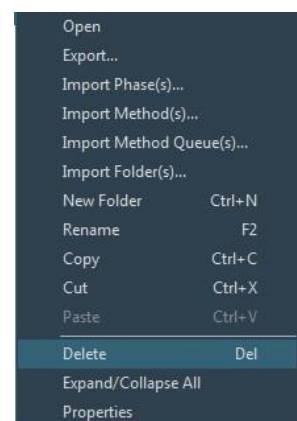 Open
Export...
Import Phase(s)...
Import Method(s)...
Import Method Queue(s)...
Import Folder(s)...
New Folder Ctrl+N
Rename F2
Copy Ctrl+C
Cut Ctrl+X
Paste Ctrl+V
Delete Del
Expand/Collapse All
Properties